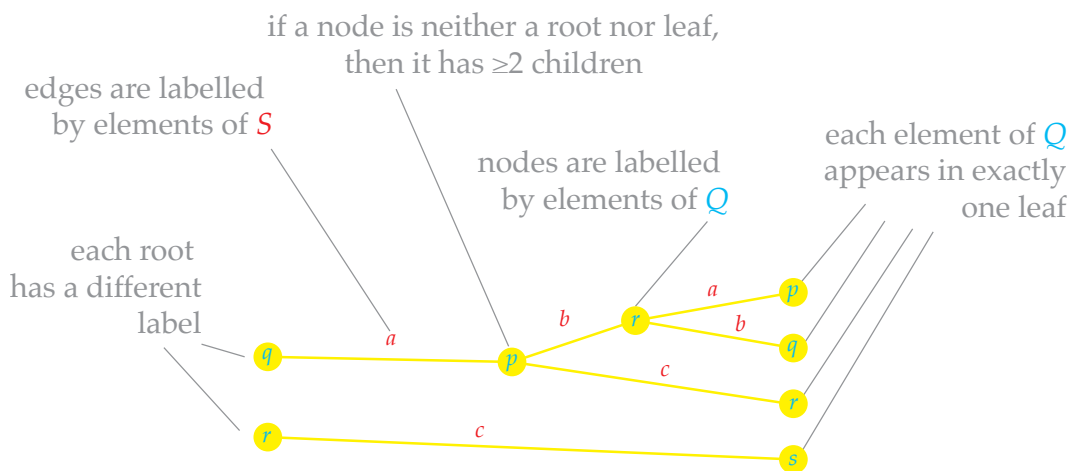 if a node is neither a root nor leaf,
then it has ≥2 children
edges are labelled
by elements of S
each element of Q
appears in exactly
one leaf
nodes are labelled
by elements of Q
each root
has a different
label
a
p
b
r
a
b
q
q
a
p
c
r
r
c
s